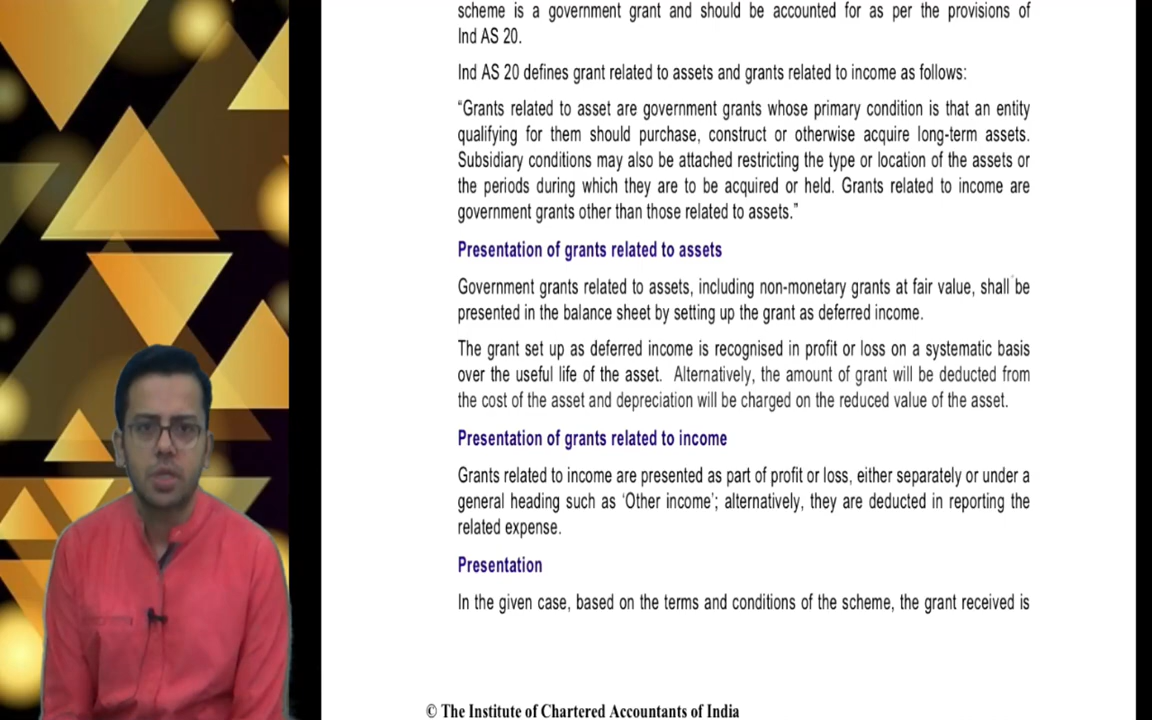 scheme is a government grant and should be accounted for as per the provisions of
Ind AS 20.
Ind AS 20 defines grant related to assets and grants related to income as follows:
“Grants related to asset are government grants whose primary condition is that an entity
qualifying for them should purchase, construct or otherwise acquire long-term assets.
Subsidiary conditions may also be attached restricting the type or location of the assets or
the periods during which they are to be acquired or held. Grants related to income are
government grants other than those related to assets.”
Presentation of grants related to assets
Government grants related to assets, including non-monetary grants at fair value, shall be
presented in the balance sheet by setting up the grant as deferred income.
The grant set up as deferred income is recognised in profit or loss on a systematic basis
over the useful life of the asset. Alternatively, the amount of grant will be deducted from
the cost of the asset and depreciation will be charged on the reduced value of the asset.
Presentation of grants related to income
Grants related to income are presented as part of profit or loss, either separately or under a
general heading such as ‘Other income’; alternatively, they are deducted in reporting the
related expense.
Presentation
In the given case, based on the terms and conditions of the scheme, the grant received is
© The Institute of Chartered Accountants of India